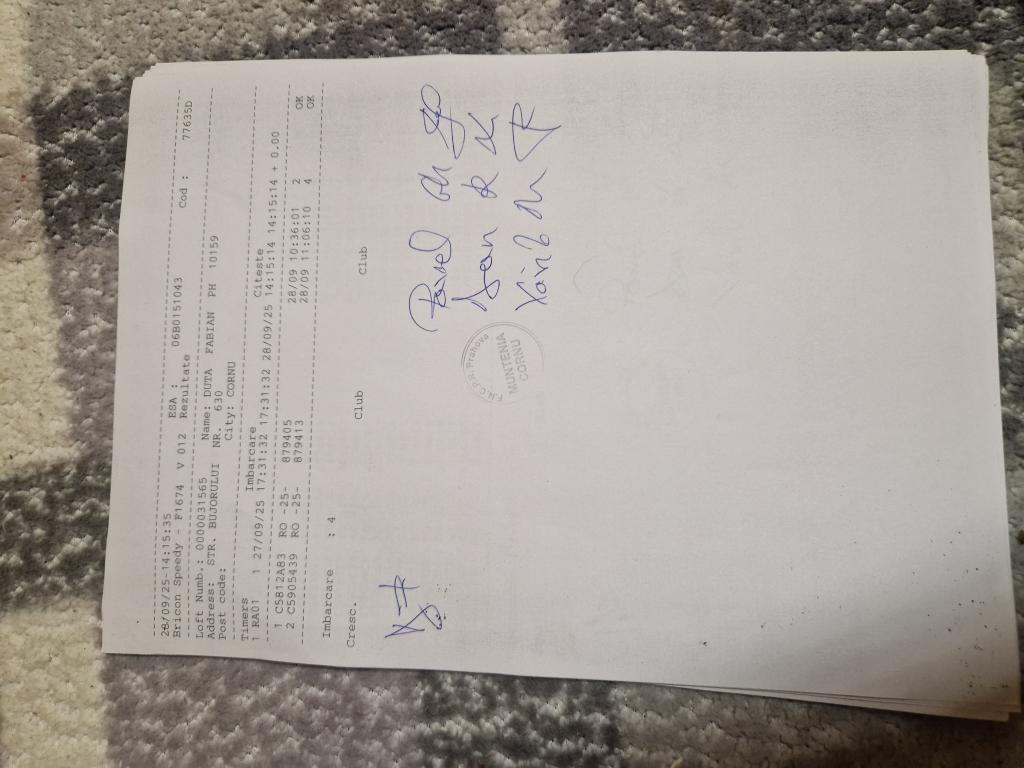 28/09/25-14:15:35 ESA : 06B0151043 Cod : 77635D
Bricon Speedy - F1674 V 012 Rezultate
Loft Numb.: 0000031565 Name: DUTA FABIAN PH 10159
Address: STR. BUJORULUI NR. 630
Post code: City: CORNU
Timers Imbarcare Citeste
1 RA01 1 27/09/25 17:31:32 17:31:32 28/09/25 14:15:14 14:15:14 + 0.00
1 C5812A83 RO -25- 879405 28/09 10:36:01 2 OK
2 C5905439 RO -25- 879413 28/09 11:06:10 4 OK
Imbarcare : 4
Cresc. Club Club
Pavel
F.N.C.P.R. Prahova
MUNTENIA
CORNU